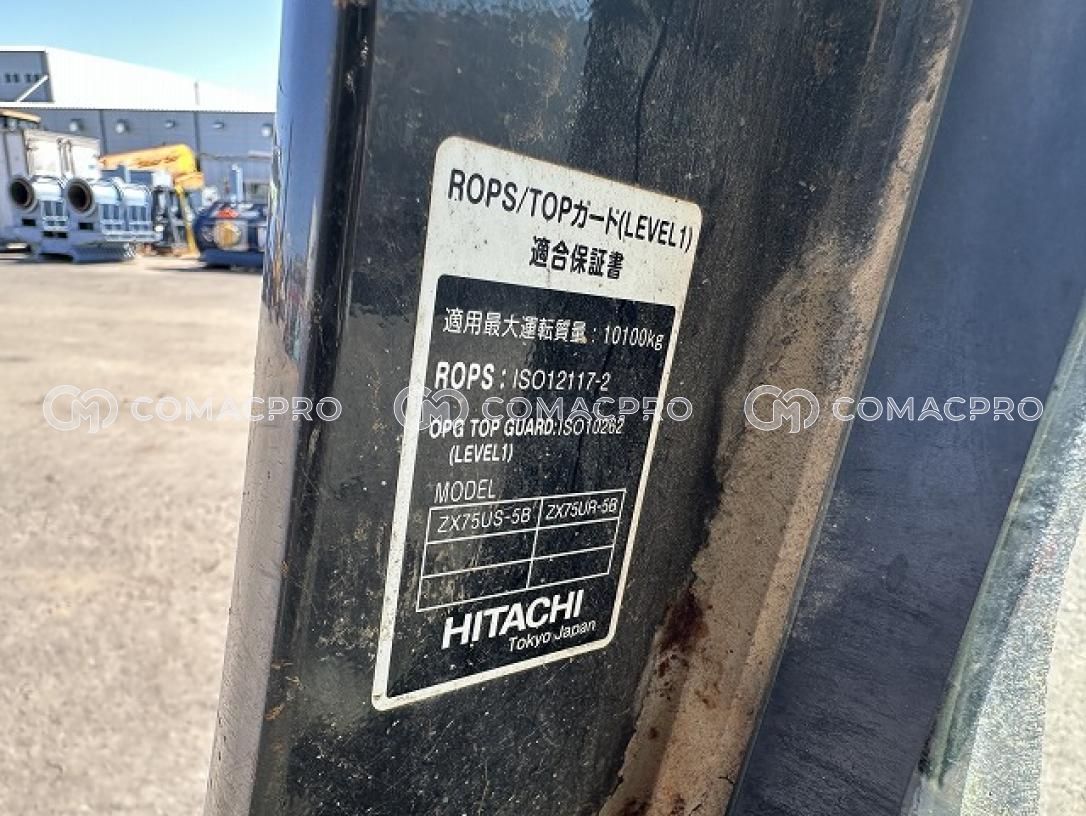 ROPS/TOPガード(LEVEL1)
適合保証書
適用最大運転質量：10100kg
ROPS : ISO12117-2
OPG TOP GUARD:ISO10262
(LEVEL1)
MODEL
ZX75US-5B ZX75UR-5B
HITACHI
Tokyo Japan
COMACPRO COMACPRO COMACPRO